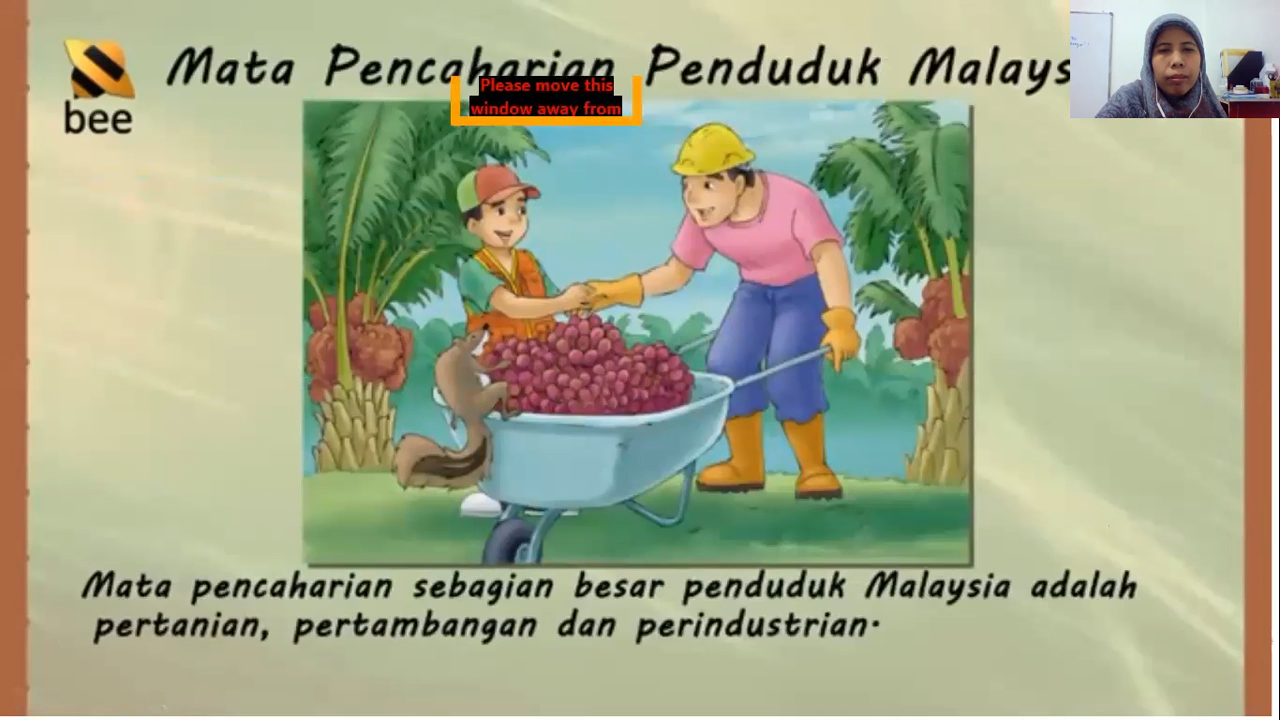 bee
Mata Pencaharian Penduduk Malays
Please move this
window away from
Mata pencaharian sebagian besar penduduk Malaysia adalah
pertanian, pertambangan dan perindustrian.